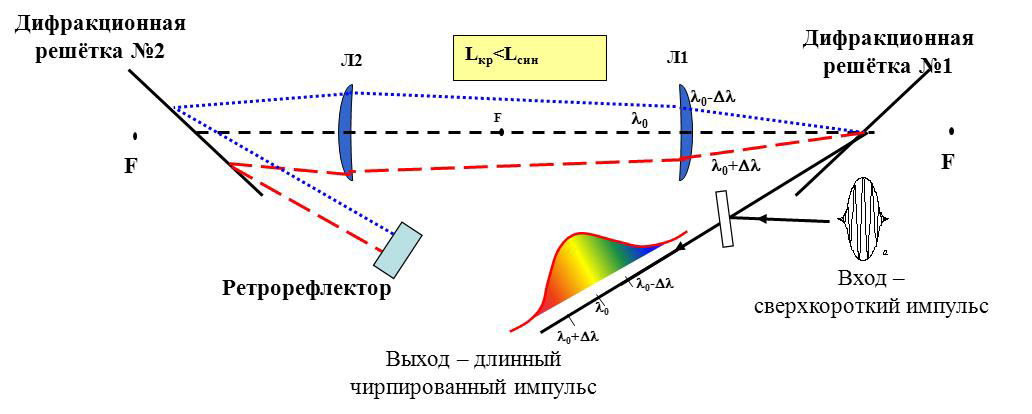 Дифракционная
решётка №2
Дифракционная
решётка №1
Lкр<Lсин
Л2
Л1
λ₀-Δλ
λ₀
F
λ₀+Δλ
F
F
Ретрорефлектор
a
Вход –
сверхкороткий импульс
λ₀-Δλ
λ₀
λ₀+Δλ
Выход – длинный
чирпированный импульс